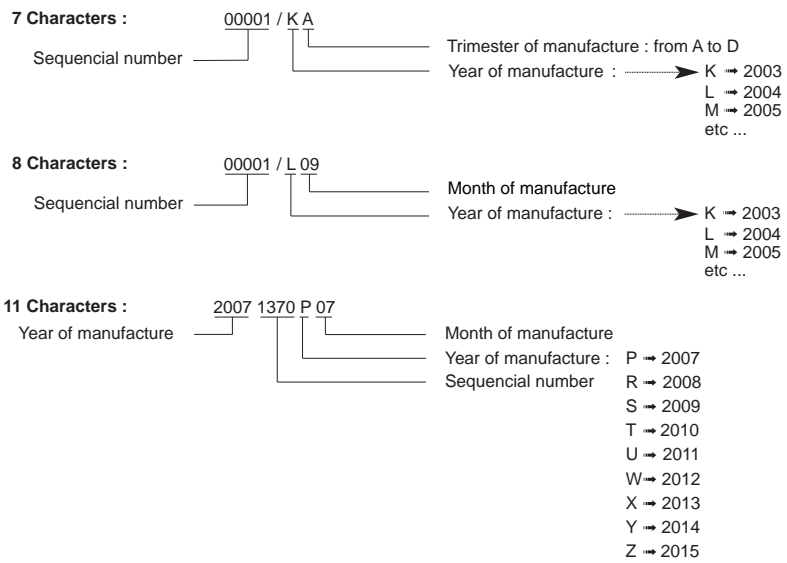 7 Characters : 00001 / K A
Sequencial number
Trimester of manufacture : from A to D
Year of manufacture : K ➟ 2003
L ➟ 2004
M ➟ 2005
etc ...
8 Characters : 00001 / L 09
Sequencial number
Month of manufacture
Year of manufacture : K ➟ 2003
L ➟ 2004
M ➟ 2005
etc ...
11 Characters : 2007 1370 P 07
Year of manufacture
Month of manufacture
Year of manufacture : P ➟ 2007
Sequencial number R ➟ 2008
S ➟ 2009
T ➟ 2010
U ➟ 2011
W ➟ 2012
X ➟ 2013
Y ➟ 2014
Z ➟ 2015